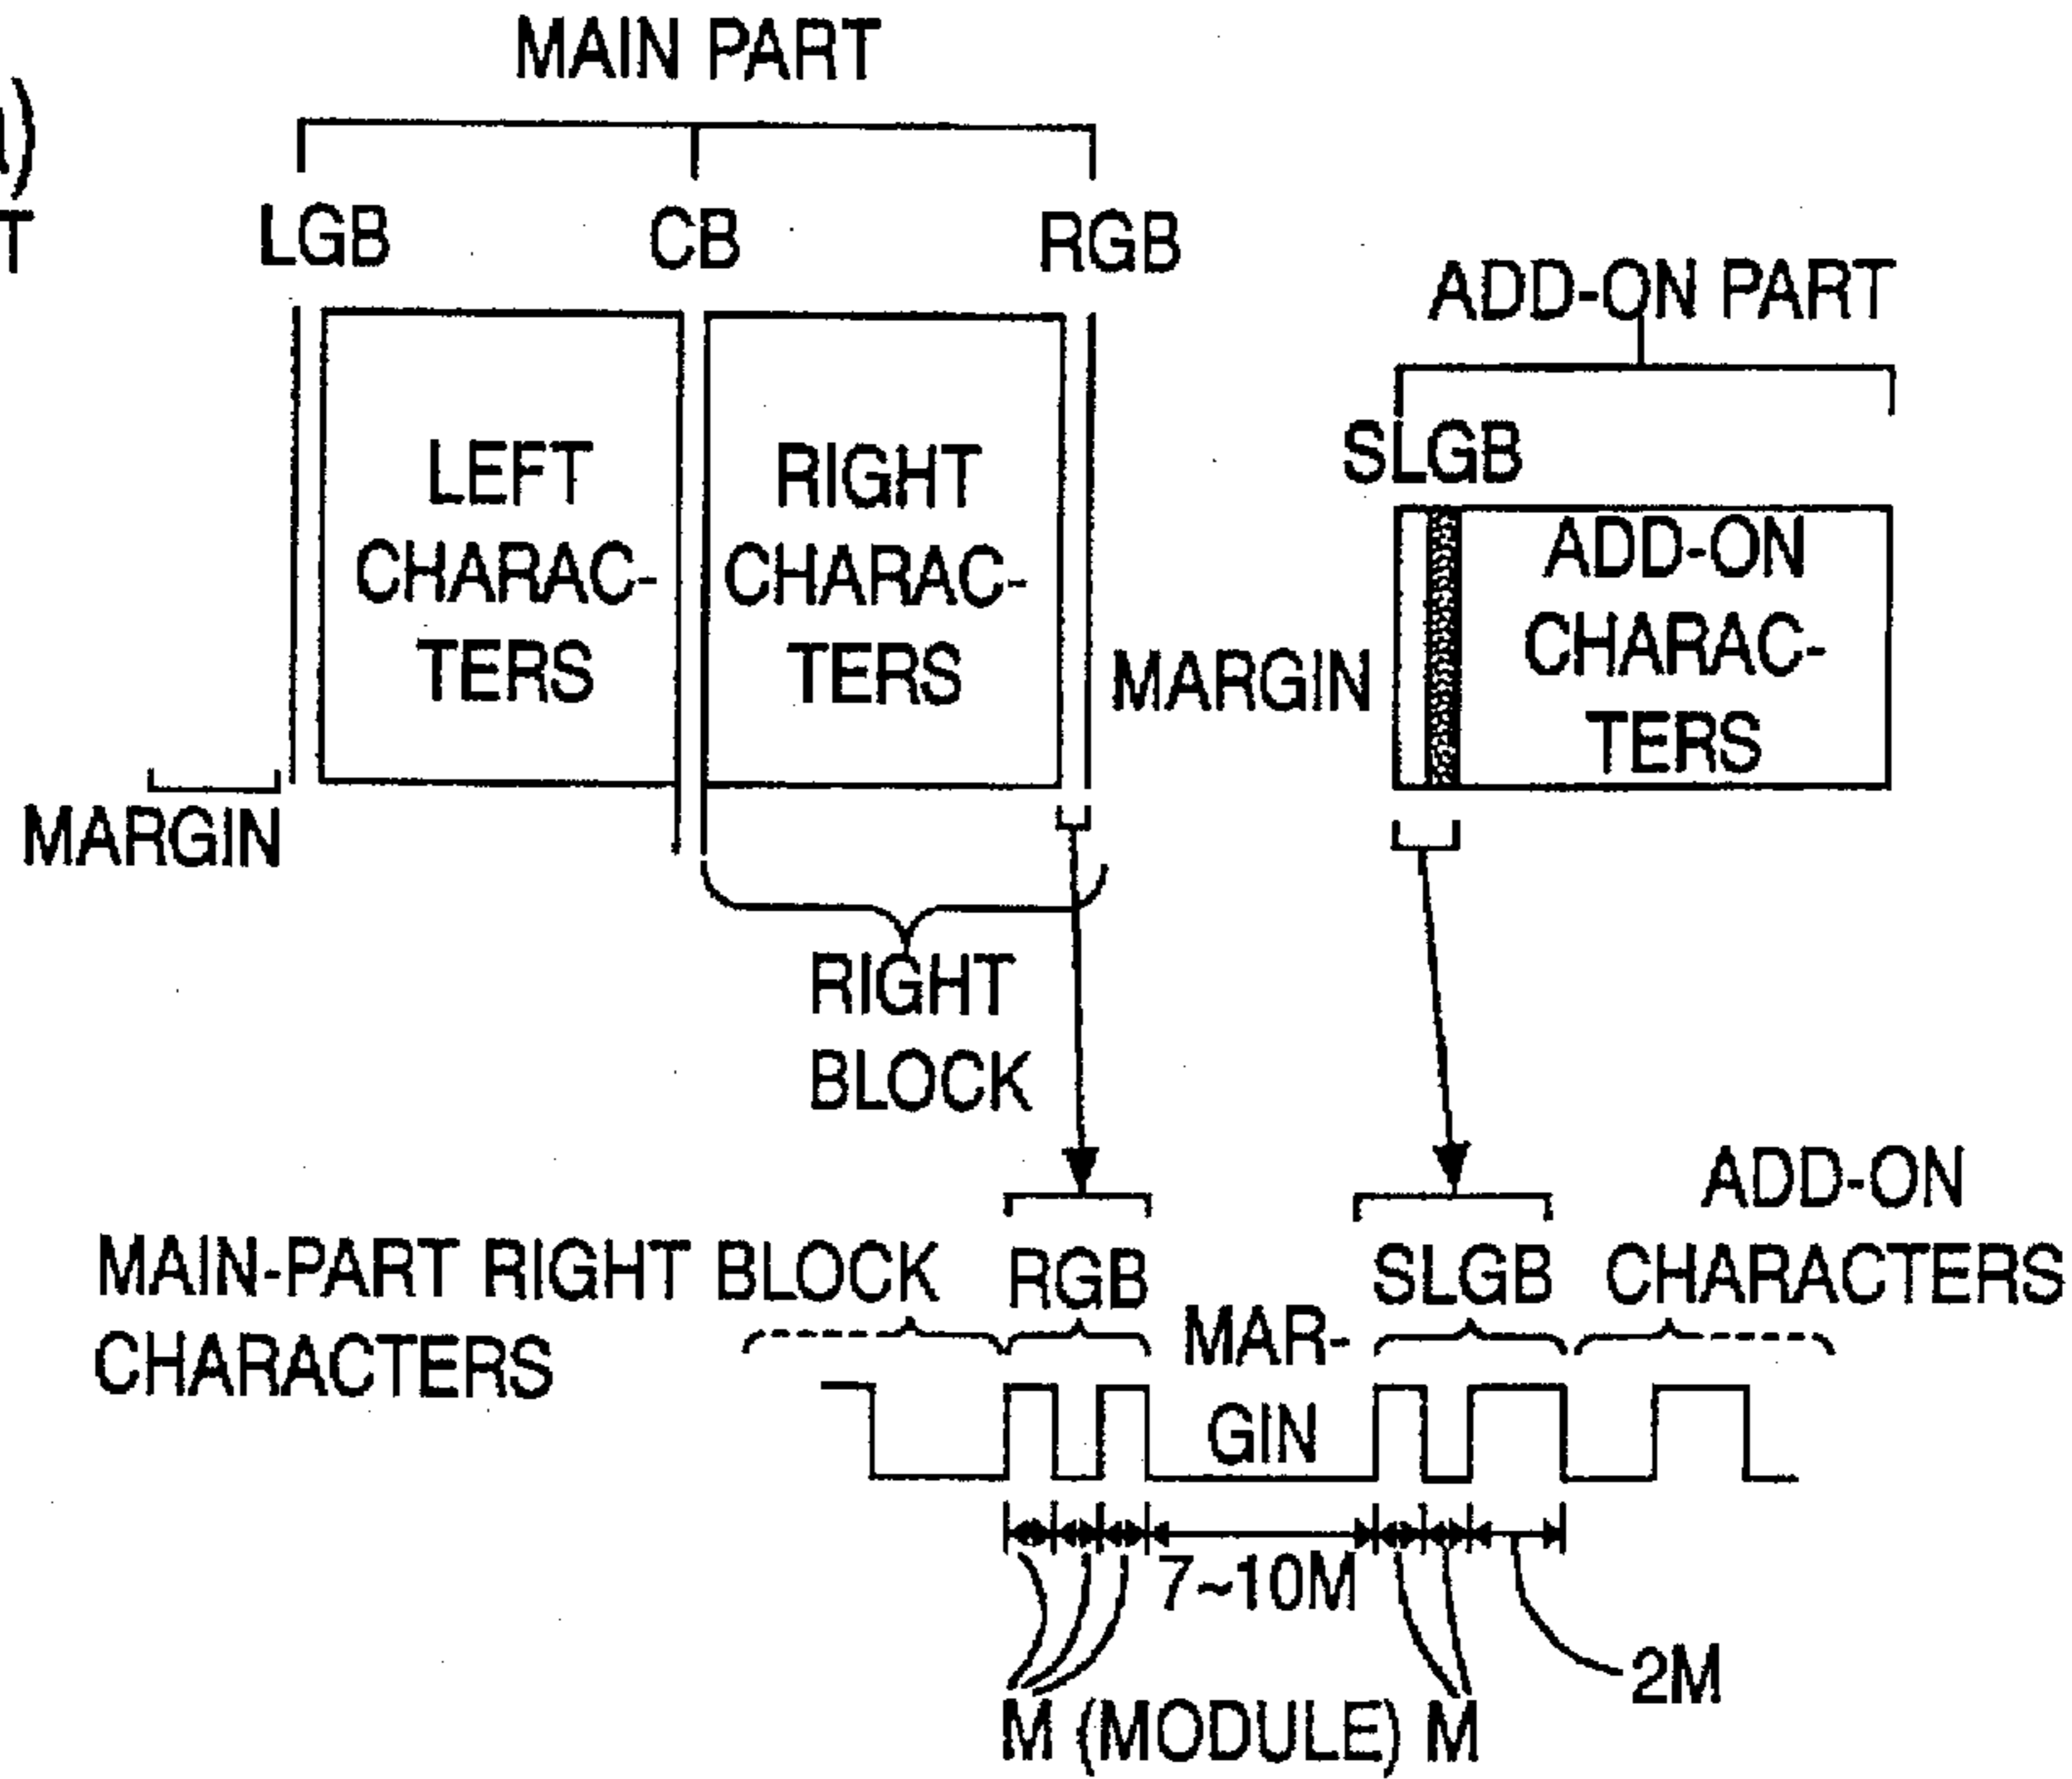 MAIN PART
)
T
LGB
CB
RGB
ADD-ON PART
SLGB
LEFT
CHARAC-
TERS
RIGHT
CHARAC-
TERS
MARGIN
ADD-ON
CHARAC-
TERS
MARGIN
RIGHT
BLOCK
MAIN-PART RIGHT BLOCK
CHARACTERS
RGB
MAR-
GIN
SLGB
ADD-ON
CHARACTERS
7~10M
2M
M (MODULE) M